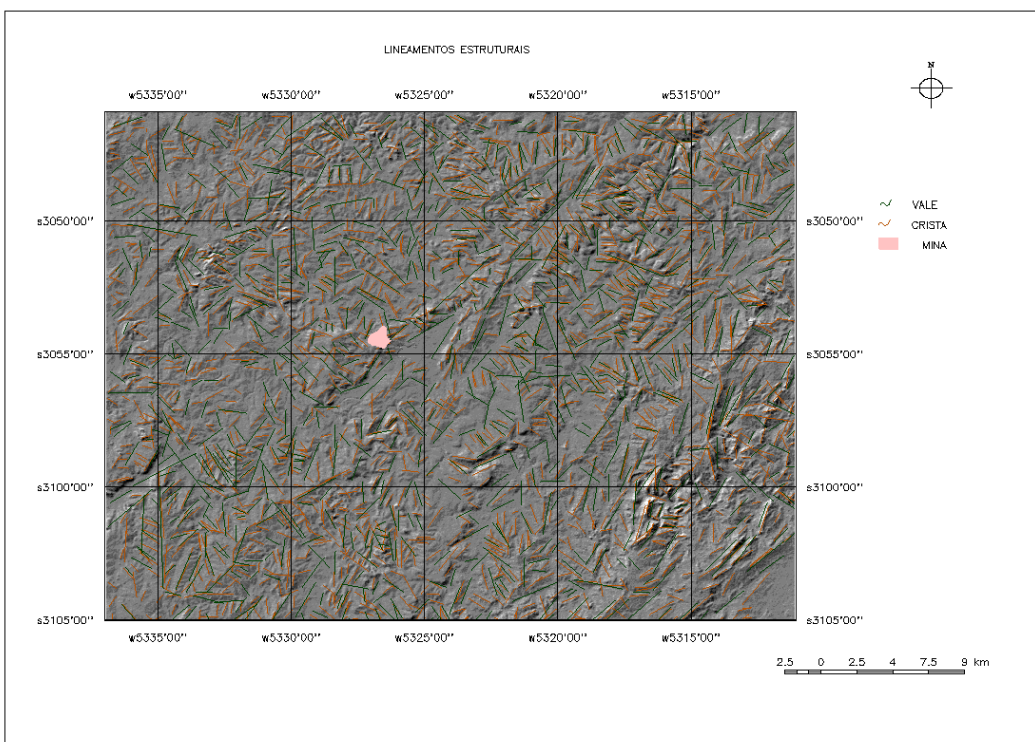 LINEAMENTOS ESTRUTURAIS
N
w5335'00'' w5330'00'' w5325'00'' w5320'00'' w5315'00''
s3050'00'' s3050'00''
VALE
CRISTA
MINA
s3055'00'' s3055'00''
s3100'00'' s3100'00''
s3105'00'' s3105'00''
w5335'00'' w5330'00'' w5325'00'' w5320'00'' w5315'00''
2.5 0 2.5 4 7.5 9 km